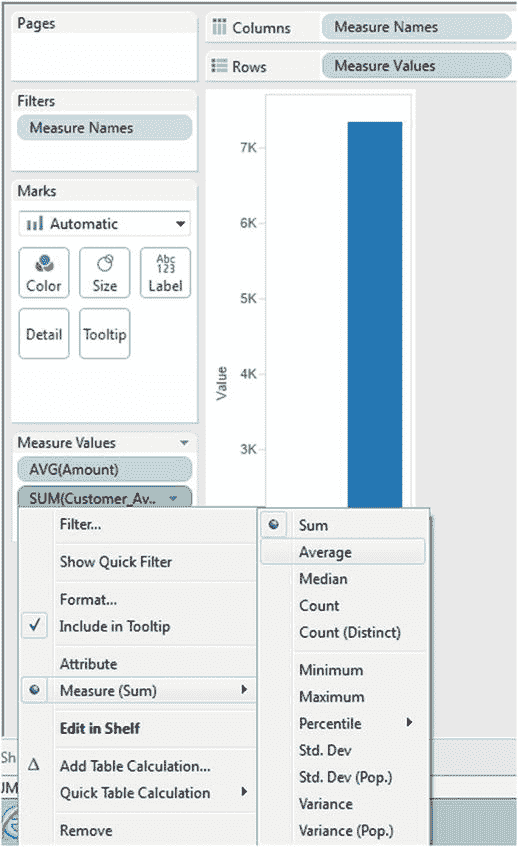 Pages
Columns
Measure Names
Rows
Measure Values
Filters
Measure Names
Marks
Automatic
Color
Size
Abc
123
Label
Detail
Tooltip
7K
6K
5K
4K
3K
Value
Measure Values
AVG(Amount)
SUM(Customer_Av..
Filter...
Show Quick Filter
Format...
Include in Tooltip
Attribute
Measure (Sum)
Edit in Shelf
Add Table Calculation...
Quick Table Calculation
Remove
Sum
Average
Median
Count
Count (Distinct)
Minimum
Maximum
Percentile
Std. Dev
Std. Dev (Pop.)
Variance
Variance (Pop.)